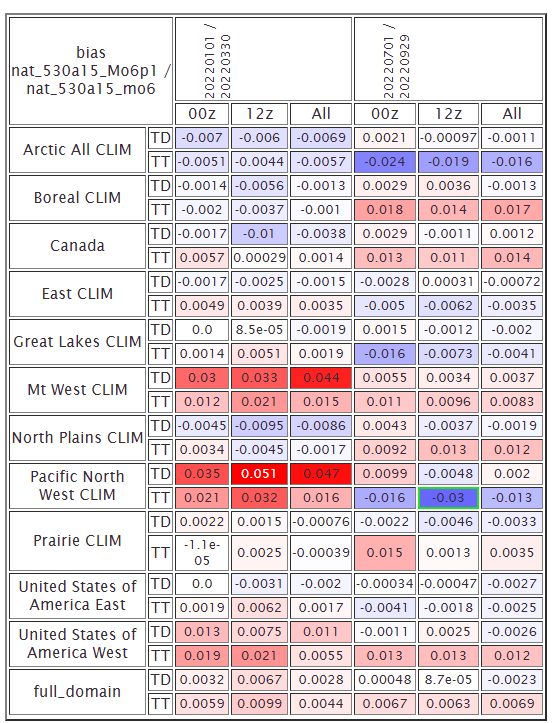 bias
nat_530a15_Mo6p1 /
nat_530a15_mo6
20220101 /
20220330
20220701 /
20220929
00z 12z All 00z 12z All
Arctic All CLIM
TD -0.007 -0.006 -0.0069 0.0021 -0.00097 -0.0011
TT -0.0051 -0.0044 -0.0057 -0.024 -0.019 -0.016
Boreal CLIM
TD -0.0014 -0.0056 -0.0013 0.0029 0.0036 -0.0013
TT -0.002 -0.0037 -0.001 0.018 0.014 0.017
Canada
TD -0.0017 -0.01 -0.0038 0.0029 -0.0011 0.0012
TT 0.0057 0.00029 0.0014 0.013 0.011 0.014
East CLIM
TD -0.0017 -0.0025 -0.0015 -0.0028 0.00031 -0.00072
TT 0.0049 0.0039 0.0035 -0.005 -0.0062 -0.0035
Great Lakes CLIM
TD 0.0 8.5e-05 -0.0019 0.0015 -0.0012 -0.002
TT 0.0014 0.0051 0.0019 -0.016 -0.0073 -0.0041
Mt West CLIM
TD 0.03 0.033 0.044 0.0055 0.0034 0.0037
TT 0.012 0.021 0.015 0.011 0.0096 0.0083
North Plains CLIM
TD -0.0045 -0.0095 -0.0086 0.0043 -0.0037 -0.0019
TT 0.0034 -0.0045 -0.0017 0.0092 0.013 0.012
Pacific North
West CLIM
TD 0.035 0.051 0.047 0.0099 -0.0048 0.002
TT 0.021 0.032 0.016 -0.016 -0.03 -0.013
Prairie CLIM
TD 0.0022 0.0015 -0.00076 -0.0022 -0.0046 -0.0033
TT -1.1e-
05 0.0025 -0.00039 0.015 0.0013 0.0035
United States of
America East
TD 0.0 -0.0031 -0.002 -0.00034 -0.00047 -0.0027
TT 0.0019 0.0062 0.0017 -0.0041 -0.0018 -0.0025
United States of
America West
TD 0.013 0.0075 0.011 -0.0011 0.0025 -0.0026
TT 0.019 0.021 0.0055 0.013 0.013 0.012
full_domain
TD 0.0032 0.0067 0.0028 0.00048 8.7e-05 -0.0023
TT 0.0059 0.0099 0.0044 0.0067 0.0063 0.0069